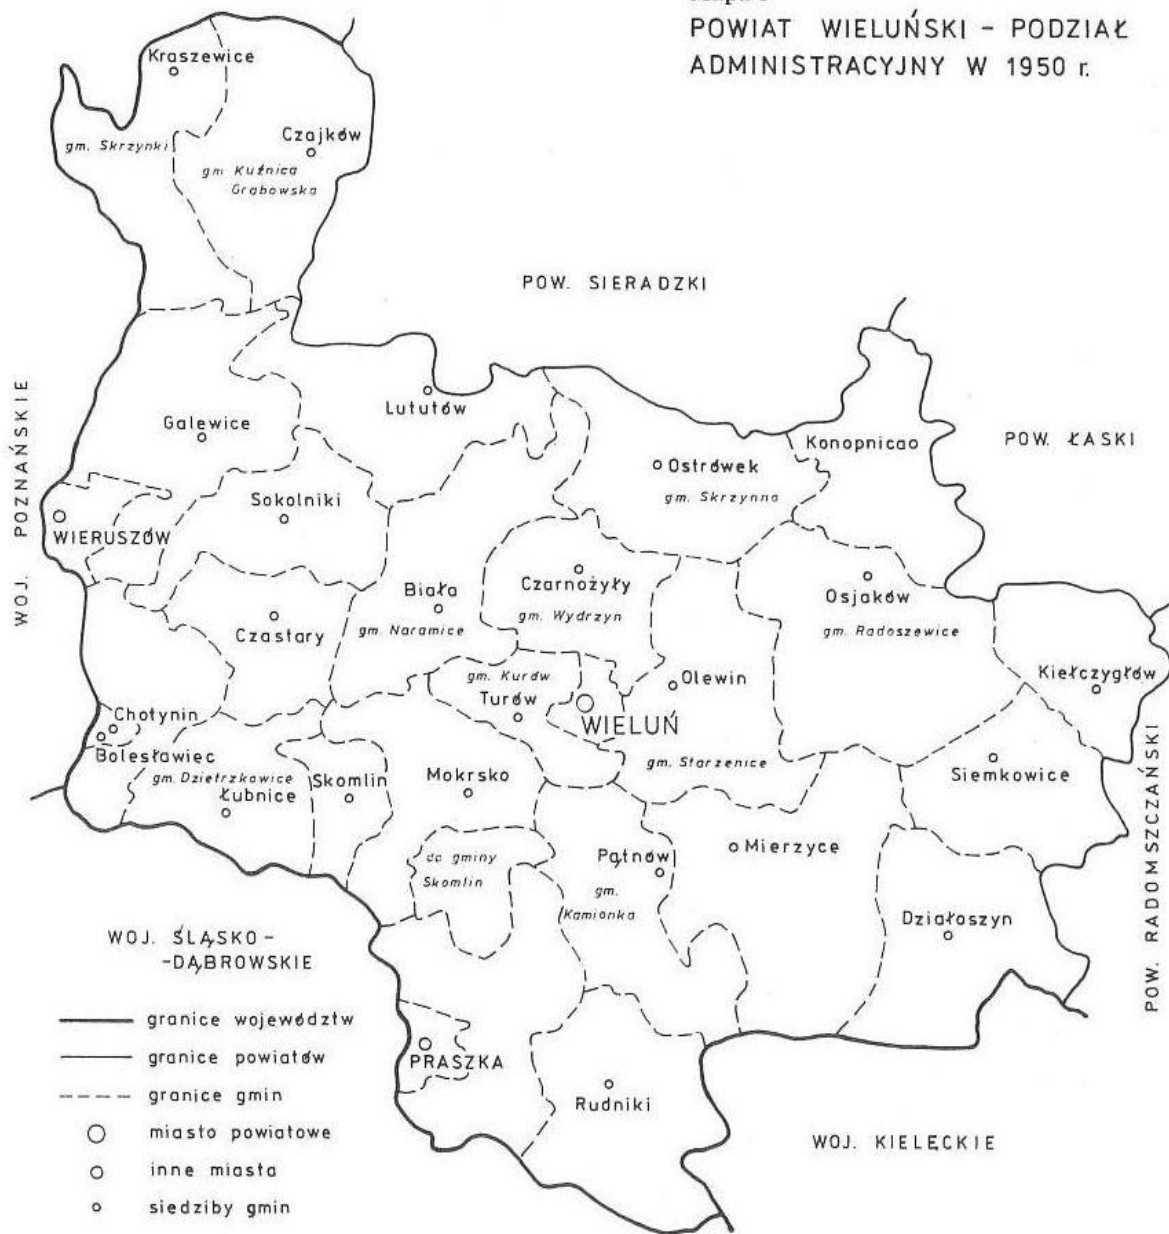 POWIAT WIELUŃSKI – PODZIAŁ
ADMINISTRACYJNY W 1950 r.
Kraszewice
gm. Skrzynki
Czajków
gm. Kuźnica
Grabowska
POW. SIERADZKI
WOJ. POZNAŃSKIE
Lututów
Galewice
Konopnica
POW. ŁASKI
Ostrówek
gm. Skrzynno
Sokolniki
WIERUSZÓW
Czarnożyły
gm. Wydrzyn
Osjaków
gm. Radoszewice
Biała
gm. Naramice
Czastary
Kiełczygłów
gm. Kurów
Turów
Olewin
WIELUŃ
Chotynin
Bolesławiec
gm. Dzietrzkowice
Łubnice
Skomlin
Mokrsko
gm. Starzenice
Siemkowice
POW. RADOMSZCZAŃSKI
do gminy
Skomlin
Pątnów
gm.
Kamionka
Mierzyce
Działoszyn
WOJ. ŚLĄSKO –
-DĄBROWSKIE
PRASZKA
Rudniki
WOJ. KIELĘCKIE
granice województw
granice powiatów
granice gmin
miasto powiatowe
inne miasta
siedziby gmin